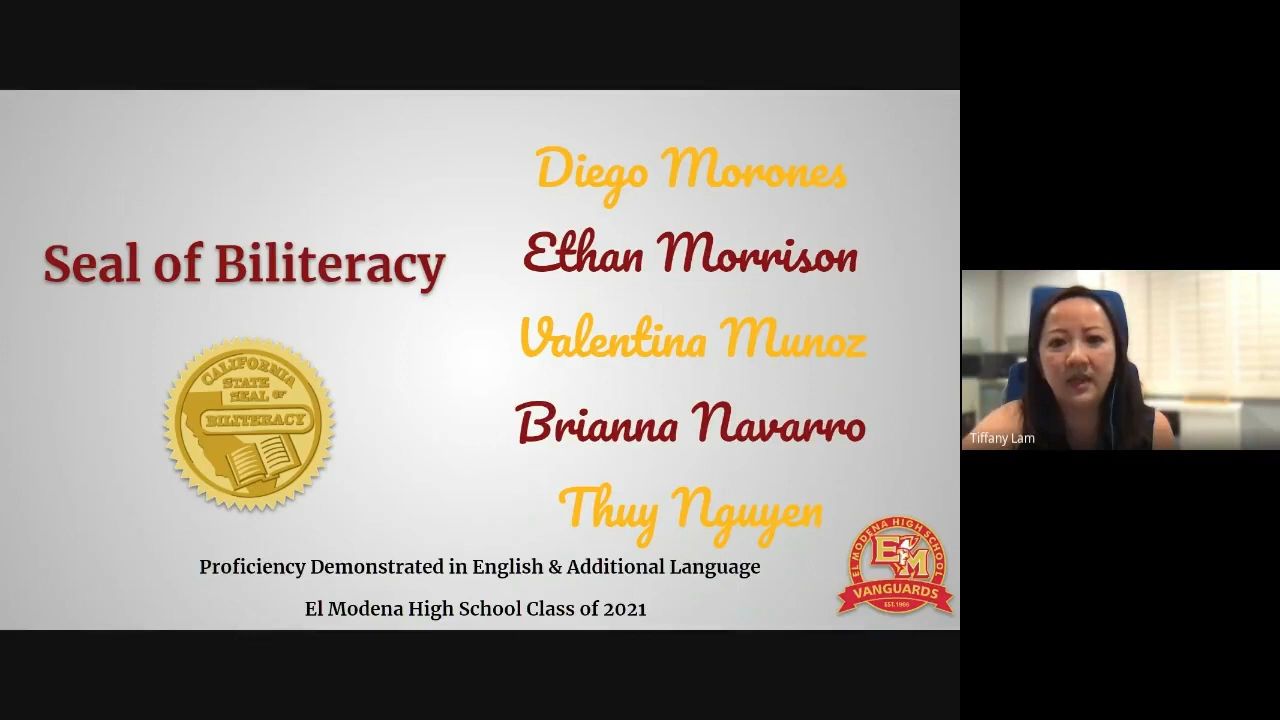 Seal of Biliteracy
CALIFORNIA
STATE
SEAL OF
BILITERACY
Diego Morones
Ethan Morrison
Valentina Munoz
Brianna Navarro
Thuy Nguyen
Proficiency Demonstrated in English & Additional Language
El Modena High School Class of 2021
EL MODENA HIGH SCHOOL
EM
VANGUARDS
EST. 1966
Tiffany Lam